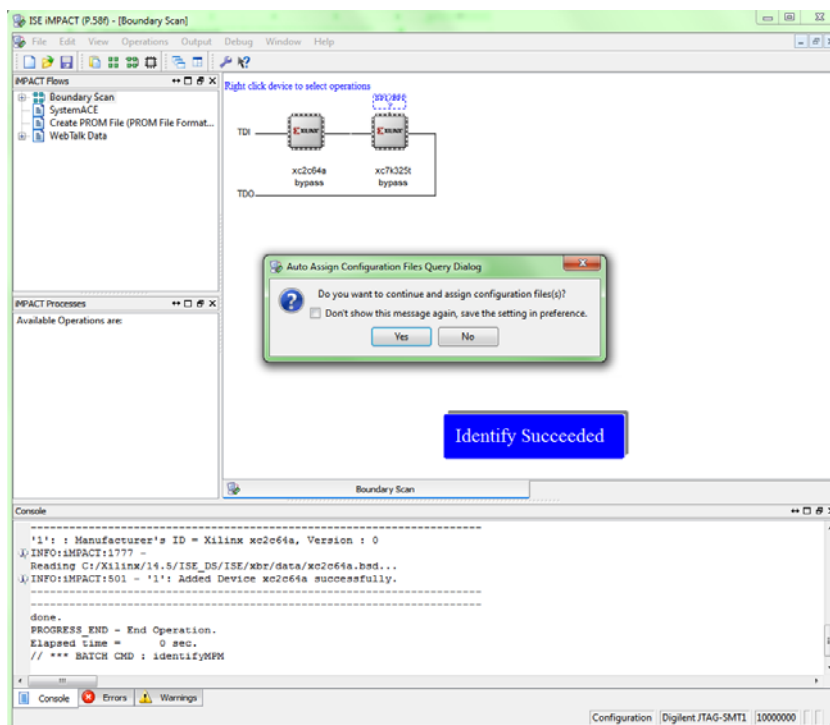 ISE iMPACT (P.58f) - [Boundary Scan]
File Edit View Operations Output Debug Window Help
iMPACT Flows
Boundary Scan
SystemACE
Create PROM File (PROM File Format...
WebTalk Data
Right click device to select operations
TDI
XILINX
XILINX
xc2c64a
bypass
xc7k325t
bypass
TDO
Auto Assign Configuration Files Query Dialog
Do you want to continue and assign configuration files(s)?
Don't show this message again, save the setting in preference.
Yes No
iMPACT Processes
Available Operations are:
Identify Succeeded
Boundary Scan
Console
'1': : Manufacturer's ID = Xilinx xc2c64a, Version : 0
INFO:iMPACT:1777 -
Reading C:/Xilinx/14.5/ISE_DS/ISE/xbr/data/xc2c64a.bsd...
INFO:iMPACT:501 - '1': Added Device xc2c64a successfully.
done.
PROGRESS_END - End Operation.
Elapsed time = 0 sec.
// *** BATCH CMD : identifyMPM
Console Errors Warnings
Configuration Digilent JTAG-SMT1 10000000